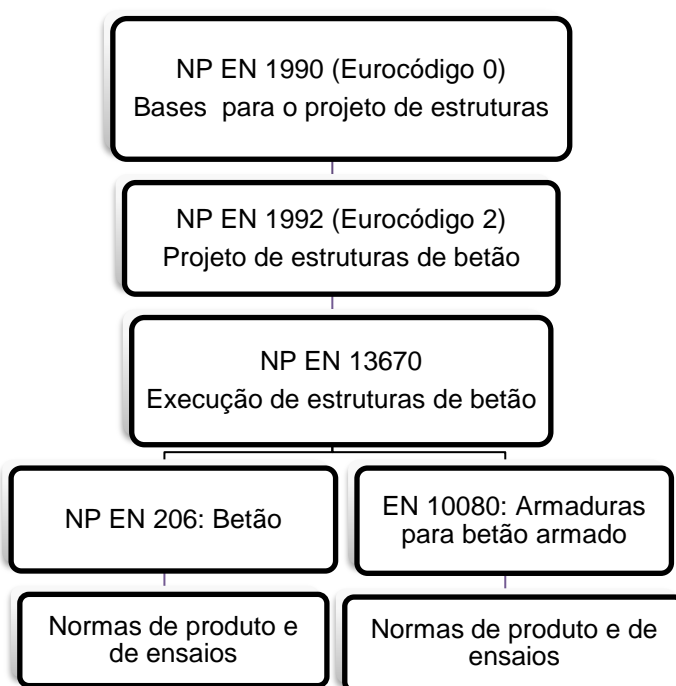 NP EN 1990 (Eurocódigo 0)
Bases para o projeto de estruturas
NP EN 1992 (Eurocódigo 2)
Projeto de estruturas de betão
NP EN 13670
Execução de estruturas de betão
NP EN 206: Betão
EN 10080: Armaduras
para betão armado
Normas de produto e
de ensaios
Normas de produto e de
ensaios